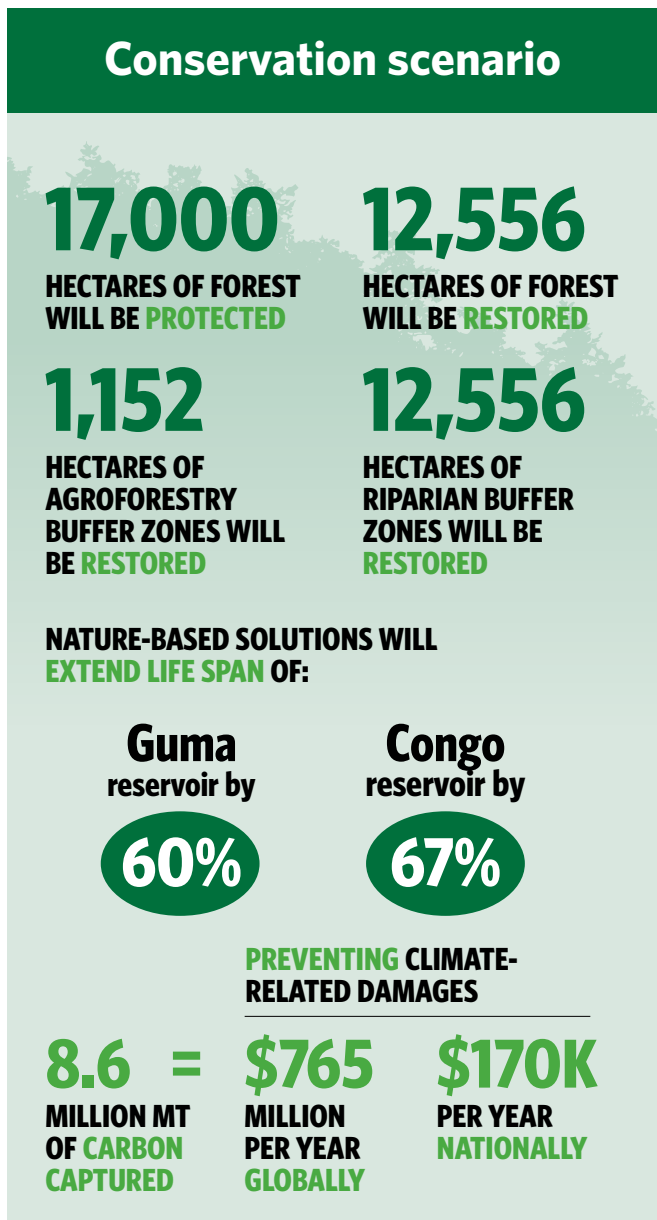 Conservation scenario
17,000
HECTARES OF FOREST
WILL BE PROTECTED
12,556
HECTARES OF FOREST
WILL BE RESTORED
1,152
HECTARES OF
AGROFORESTRY
BUFFER ZONES WILL
BE RESTORED
12,556
HECTARES OF
RIPARIAN BUFFER
ZONES WILL BE
RESTORED
NATURE-BASED SOLUTIONS WILL
EXTEND LIFE SPAN OF:
Guma
reservoir by
60%
Congo
reservoir by
67%
PREVENTING CLIMATE-
RELATED DAMAGES
8.6 =
MILLION MT
OF CARBON
CAPTURED
$765
MILLION
PER YEAR
GLOBALLY
$170K
PER YEAR
NATIONALLY